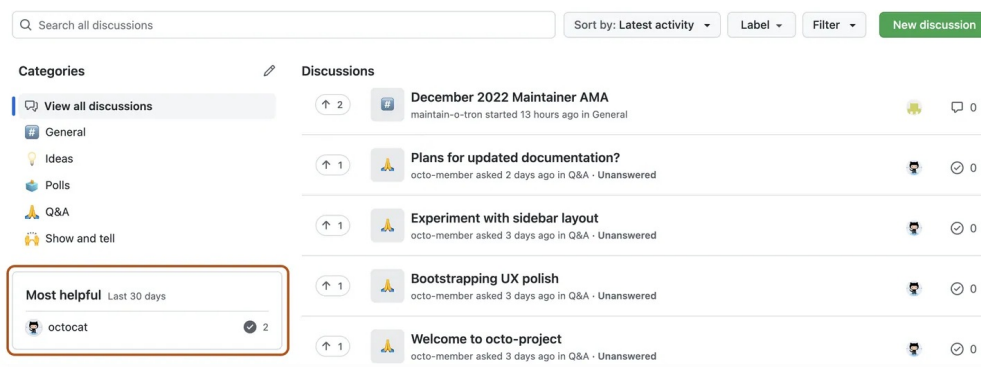 Search all discussions
Sort by: Latest activity
Label
Filter
New discussion
Categories
View all discussions
# General
Ideas
Polls
Q&A
Show and tell
Most helpful Last 30 days
octocat 2
Discussions
2 # December 2022 Maintainer AMA 0
maintain-o-tron started 13 hours ago in General
1 Plans for updated documentation? 0
octo-member asked 2 days ago in Q&A · Unanswered
1 Experiment with sidebar layout 0
octo-member asked 3 days ago in Q&A · Unanswered
1 Bootstrapping UX polish 0
octo-member asked 3 days ago in Q&A · Unanswered
1 Welcome to octo-project 0
octo-member asked 3 days ago in Q&A · Unanswered